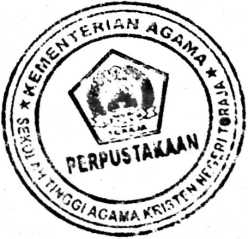 ★ KEMENTERIAN AGAMA ★
PERPUSTAKAAN
SEKOLAH TINGGI AGAMA KRISTEN NEGERI TORAJA